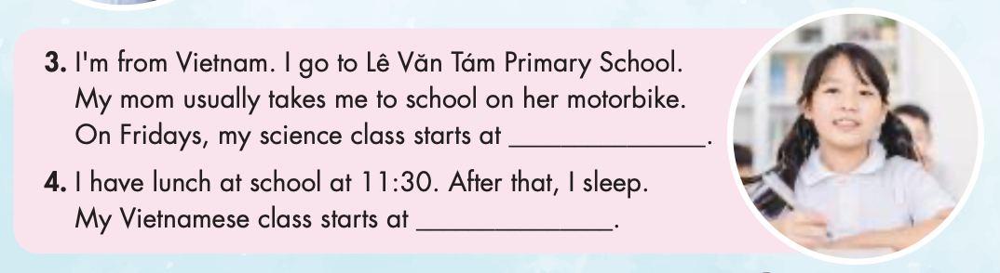 3. I'm from Vietnam. I go to Lê Văn Tám Primary School.
My mom usually takes me to school on her motorbike.
On Fridays, my science class starts at _______________.
4. I have lunch at school at 11:30. After that, I sleep.
My Vietnamese class starts at _______________.